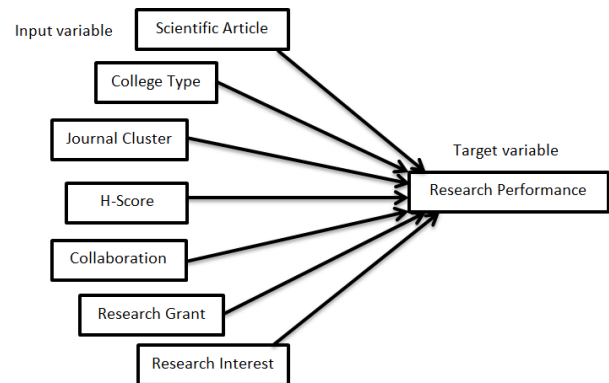 Input variable
Scientific Article
College Type
Journal Cluster
Target variable
H-Score
Research Performance
Collaboration
Research Grant
Research Interest